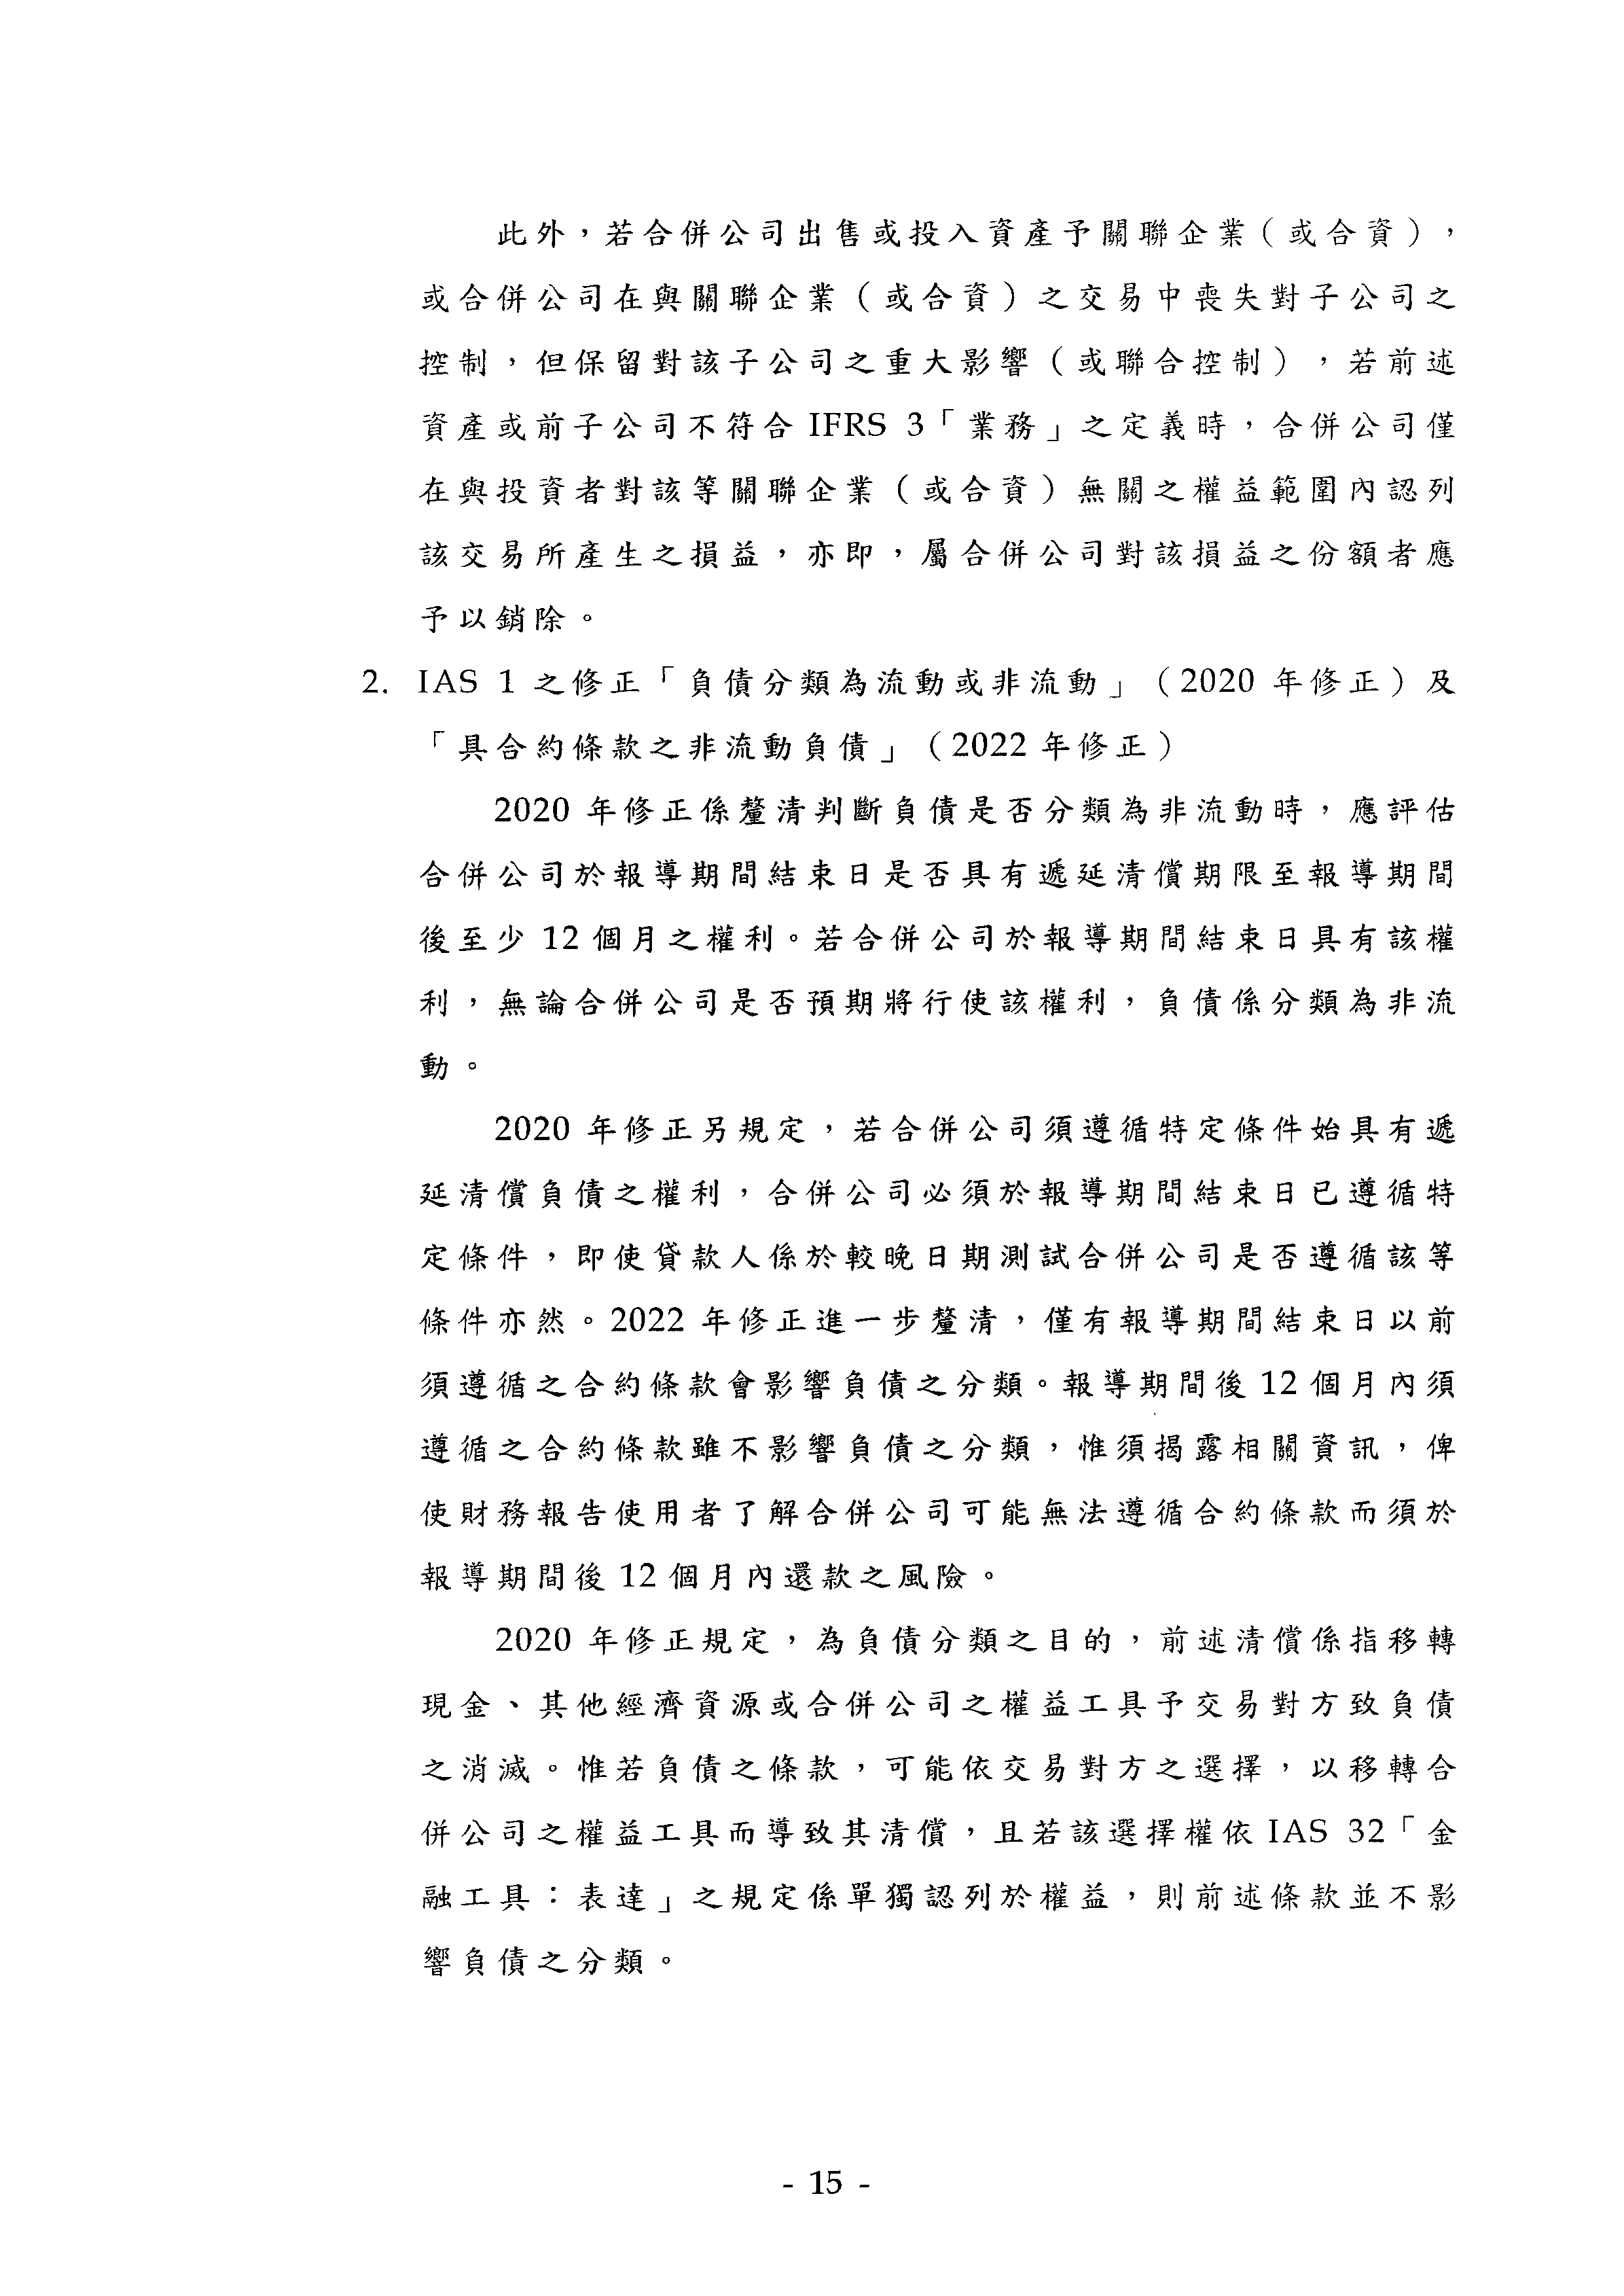 此外，若合併公司出售或投入資產予關聯企業（或合資），
或合併公司在與關聯企業（或合資）之交易中喪失對子公司之
控制，但保留對該子公司之重大影響（或聯合控制），若前述
資產或前子公司不符合 IFRS 3「業務」之定義時，合併公司僅
在與投資者對該等關聯企業（或合資）無關之權益範圍內認列
該交易所產生之損益，亦即，屬合併公司對該損益之份額者應
予以銷除。
2. IAS 1 之修正「負債分類為流動或非流動」（2020 年修正）及
「具合約條款之非流動負債」（2022 年修正）
2020 年修正係釐清判斷負債是否分類為非流動時，應評估
合併公司於報導期間結束日是否具有遞延清償期限至報導期間
後至少 12 個月之權利。若合併公司於報導期間結束日具有該權
利，無論合併公司是否預期將行使該權利，負債係分類為非流
動。
2020 年修正另規定，若合併公司須遵循特定條件始具有遞
延清償負債之權利，合併公司必須於報導期間結束日已遵循特
定條件，即使貸款人係於較晚日期測試合併公司是否遵循該等
條件亦然。2022 年修正進一步釐清，僅有報導期間結束日以前
須遵循之合約條款會影響負債之分類。報導期間後 12 個月內須
遵循之合約條款雖不影響負債之分類，惟須揭露相關資訊，俾
使財務報告使用者了解合併公司可能無法遵循合約條款而須於
報導期間後 12 個月內還款之風險。
2020 年修正規定，為負債分類之目的，前述清償係指移轉
現金、其他經濟資源或合併公司之權益工具予交易對方致負債
之消滅。惟若負債之條款，可能依交易對方之選擇，以移轉合
併公司之權益工具而導致其清償，且若該選擇權依 IAS 32「金
融工具：表達」之規定係單獨認列於權益，則前述條款並不影
響負債之分類。
- 15 -